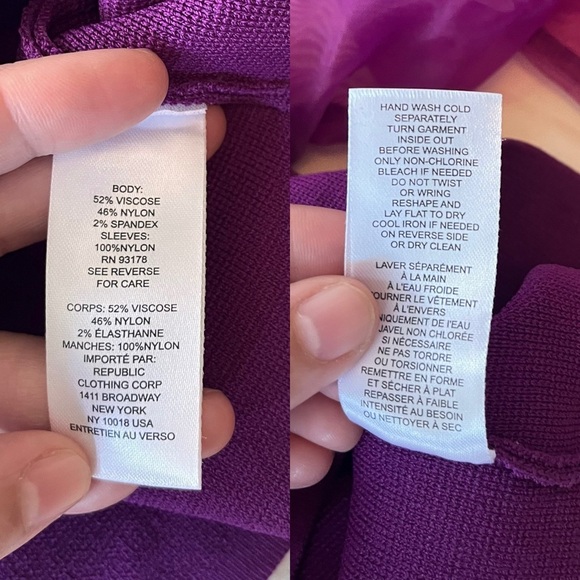 BODY:
52% VISCOSE
46% NYLON
2% SPANDEX
SLEEVES:
100%NYLON
RN 93178
SEE REVERSE
FOR CARE
CORPS: 52% VISCOSE
46% NYLON
2% ÉLASTHANNE
MANCHES: 100%NYLON
IMPORTÉ PAR:
REPUBLIC
CLOTHING CORP
1411 BROADWAY
NEW YORK
NY 10018 USA
ENTRETIEN AU VERSO
HAND WASH COLD
SEPARATELY
TURN GARMENT
INSIDE OUT
BEFORE WASHING
ONLY NON-CHLORINE
BLEACH IF NEEDED
DO NOT TWIST
OR WRING
RESHAPE AND
LAY FLAT TO DRY
COOL IRON IF NEEDED
ON REVERSE SIDE
OR DRY CLEAN
LAVER SÉPARÉMENT
À LA MAIN
À L'EAU FROIDE
TOURNER LE VÊTEMENT
À L'ENVERS
DE L'EAU
JAVEL NON CHLORÉE
SI NÉCESSAIRE
NE PAS TORDRE
OU TORSIONNER
REMETTRE EN FORME
ET SÉCHER À PLAT
REPASSER À FAIBLE
INTENSITÉ AU BESOIN
OU NETTOYER À SEC